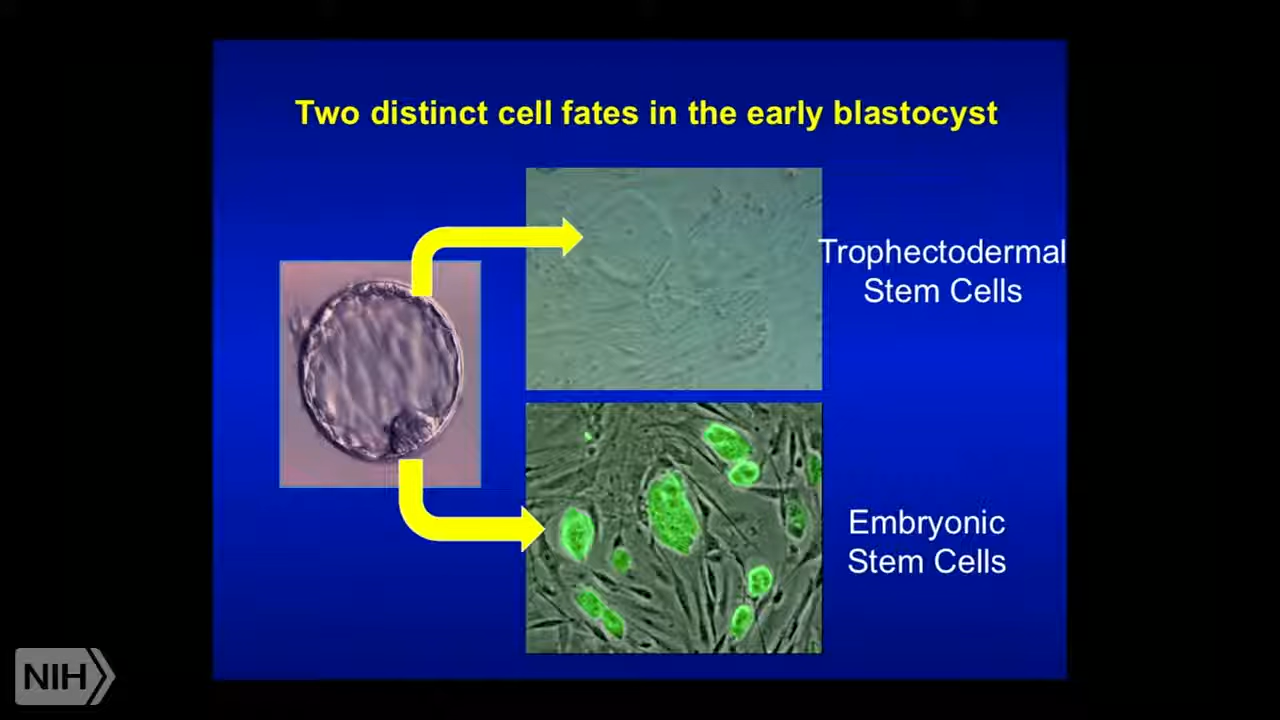 Two distinct cell fates in the early blastocyst
Trophectodermal
Stem Cells
Embryonic
Stem Cells
NIH